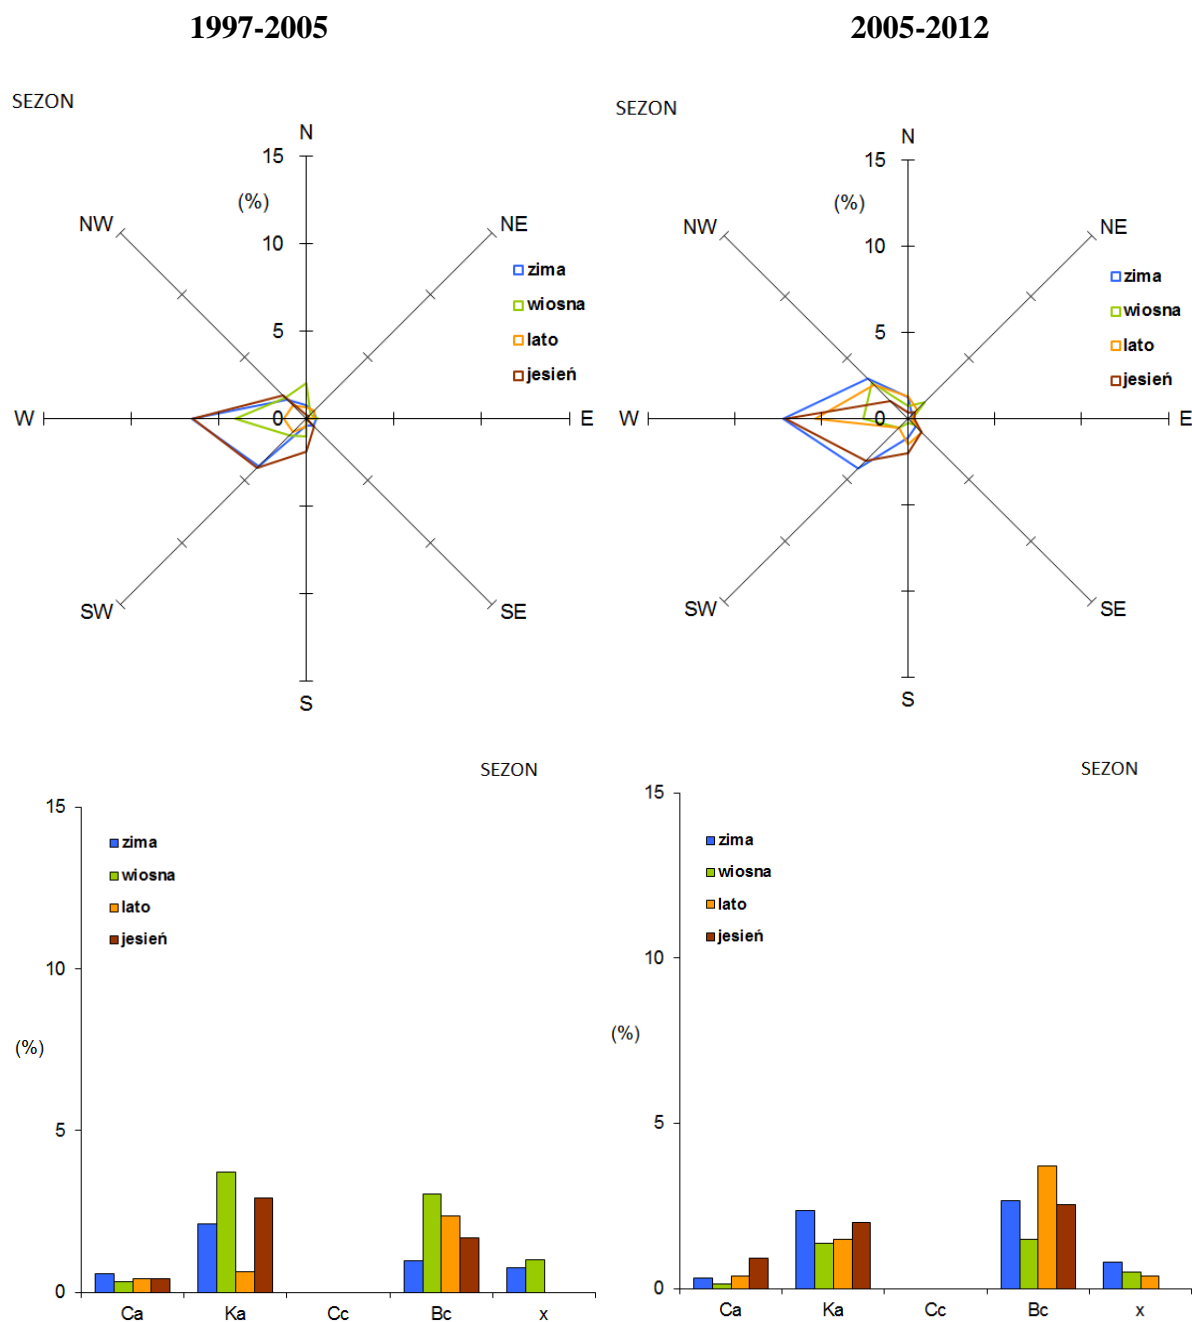 1997-2005
2005-2012
SEZON
N
15
(%)
NW
NE
10
zima
wiosna
5
lato
jesień
W
0
E
SW
SE
S
SEZON
N
15
(%)
NW
NE
10
zima
wiosna
5
lato
jesień
W
0
E
SW
SE
S
SEZON
15
zima
wiosna
lato
jesień
10
(%)
5
0
Ca Ka Cc Bc x
SEZON
15
zima
wiosna
lato
jesień
10
(%)
5
0
Ca Ka Cc Bc x